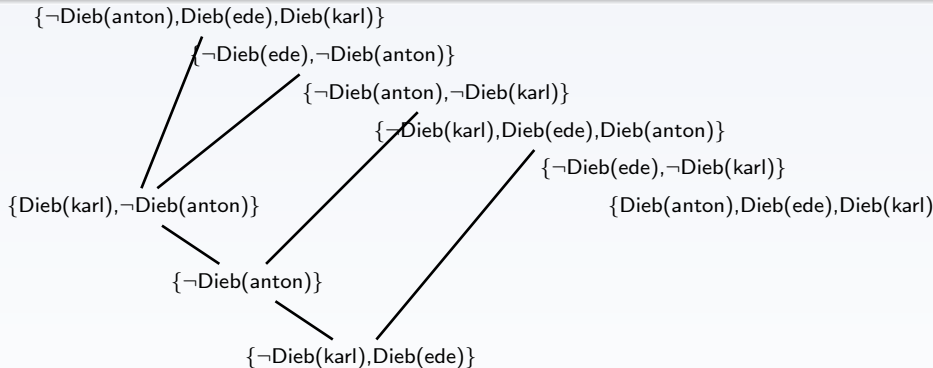 {¬Dieb(anton),Dieb(ede),Dieb(karl)}
{¬Dieb(ede),¬Dieb(anton)}
{¬Dieb(anton),¬Dieb(karl)}
{¬Dieb(karl),Dieb(ede),Dieb(anton)}
{¬Dieb(ede),¬Dieb(karl)}
{Dieb(karl),¬Dieb(anton)}
{Dieb(anton),Dieb(ede),Dieb(karl)
{¬Dieb(anton)}
{¬Dieb(karl),Dieb(ede)}